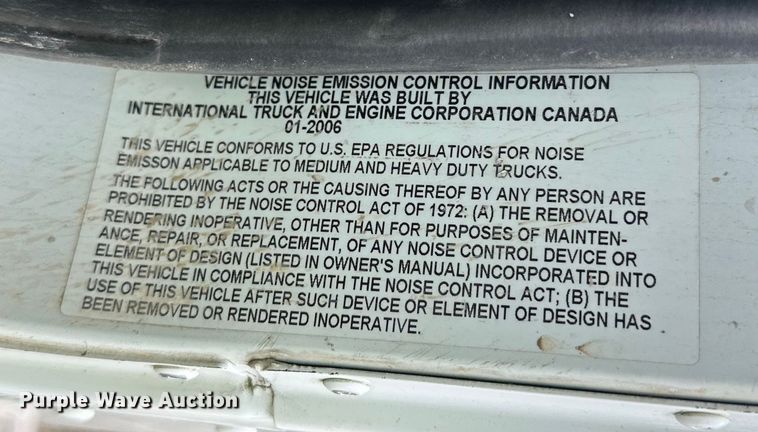 VEHICLE NOISE EMISSION CONTROL INFORMATION
THIS VEHICLE WAS BUILT BY
INTERNATIONAL TRUCK AND ENGINE CORPORATION CANADA
01-2006
THIS VEHICLE CONFORMS TO U.S. EPA REGULATIONS FOR NOISE
EMISSON APPLICABLE TO MEDIUM AND HEAVY DUTY TRUCKS.
THE FOLLOWING ACTS OR THE CAUSING THEREOF BY ANY PERSON ARE
PROHIBITED BY THE NOISE CONTROL ACT OF 1972: (A) THE REMOVAL OR
RENDERING INOPERATIVE, OTHER THAN FOR PURPOSES OF MAINTEN-
ANCE, REPAIR, OR REPLACEMENT, OF ANY NOISE CONTROL DEVICE OR
ELEMENT OF DESIGN (LISTED IN OWNER'S MANUAL) INCORPORATED INTO
THIS VEHICLE IN COMPLIANCE WITH THE NOISE CONTROL ACT; (B) THE
USE OF THIS VEHICLE AFTER SUCH DEVICE OR ELEMENT OF DESIGN HAS
BEEN REMOVED OR RENDERED INOPERATIVE.
Purple Wave Auction